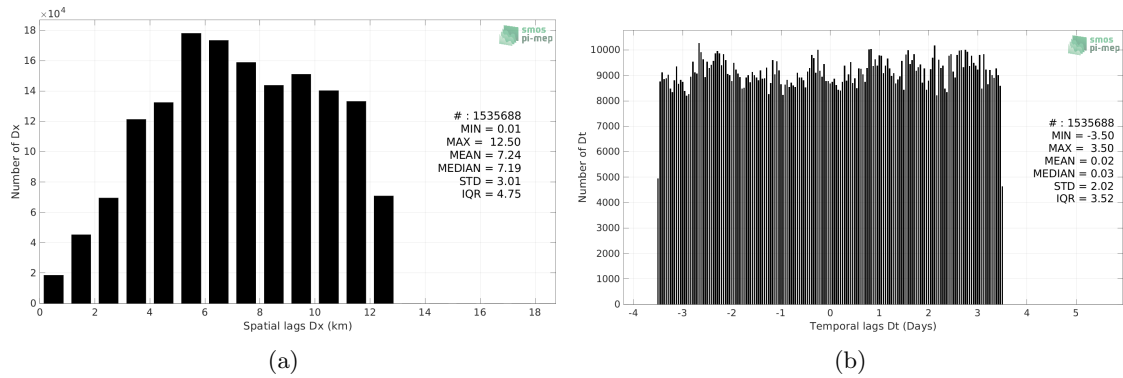 ×10⁴
18
16
14
12
10
8
6
4
2
0
Number of Dx
0 2 4 6 8 10 12 14 16 18
Spatial lags Dx (km)
smos
pi-mep
# : 1535688
MIN = 0.01
MAX = 12.50
MEAN = 7.24
MEDIAN = 7.19
STD = 3.01
IQR = 4.75
(a)
10000
9000
8000
7000
6000
5000
4000
3000
2000
1000
0
Number of Dt
-4 -3 -2 -1 0 1 2 3 4 5
Temporal lags Dt (Days)
smos
pi-mep
# : 1535688
MIN = -3.50
MAX = 3.50
MEAN = 0.02
MEDIAN = 0.03
STD = 2.02
IQR = 3.52
(b)